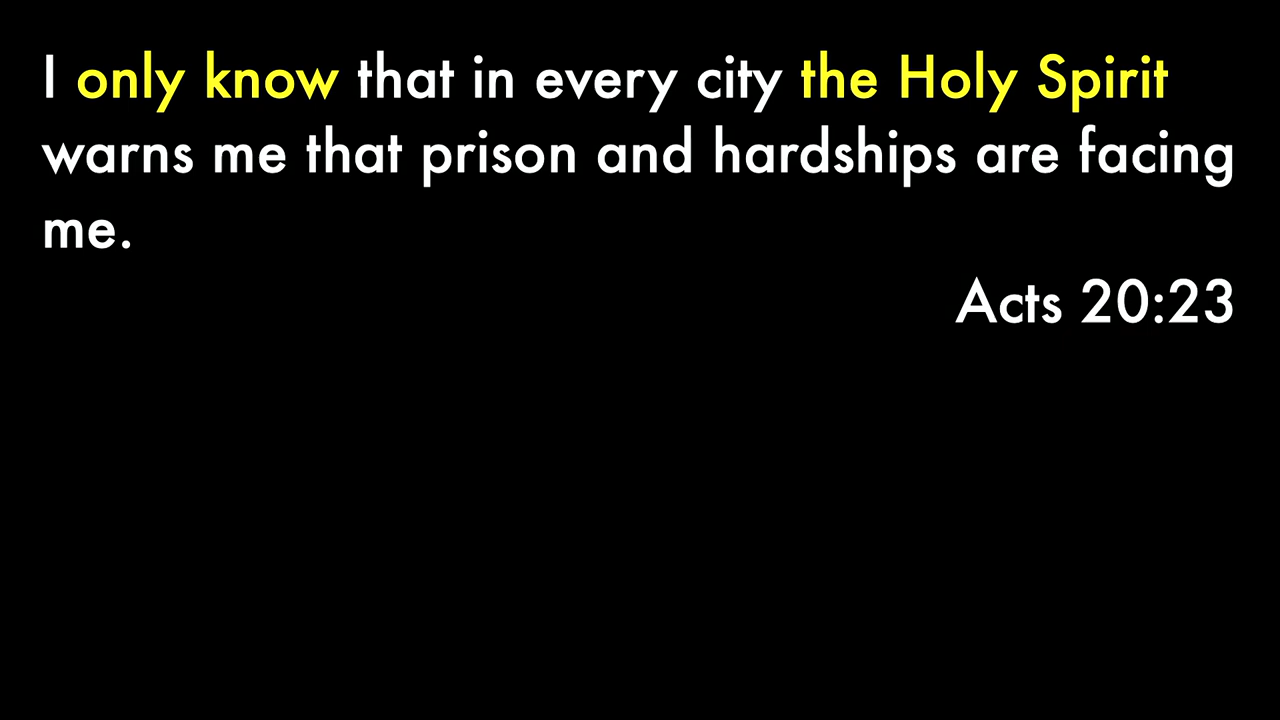 I only know that in every city the Holy Spirit
warns me that prison and hardships are facing
me.
Acts 20:23